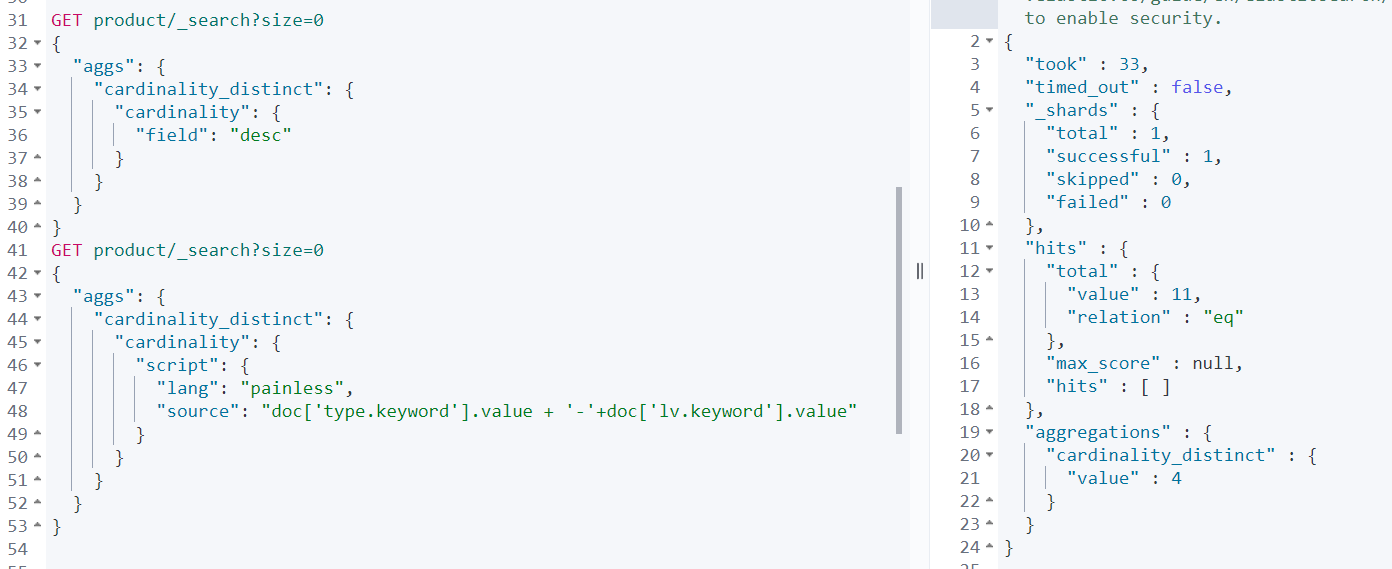 31 GET product/_search?size=0
32 {
33 "aggs": {
34 "cardinality_distinct": {
35 "cardinality": {
36 "field": "desc"
37 }
38 }
39 }
40 }
41 GET product/_search?size=0
42 {
43 "aggs": {
44 "cardinality_distinct": {
45 "cardinality": {
46 "script": {
47 "lang": "painless",
48 "source": "doc['type.keyword'].value + '-'+doc['lv.keyword'].value"
49 }
50 }
51 }
52 }
53 }
54
to enable security.
2 {
3 "took" : 33,
4 "timed_out" : false,
5 "_shards" : {
6 "total" : 1,
7 "successful" : 1,
8 "skipped" : 0,
9 "failed" : 0
10 },
11 "hits" : {
12 "total" : {
13 "value" : 11,
14 "relation" : "eq"
15 },
16 "max_score" : null,
17 "hits" : [ ]
18 },
19 "aggregations" : {
20 "cardinality_distinct" : {
21 "value" : 4
22 }
23 }
24 }